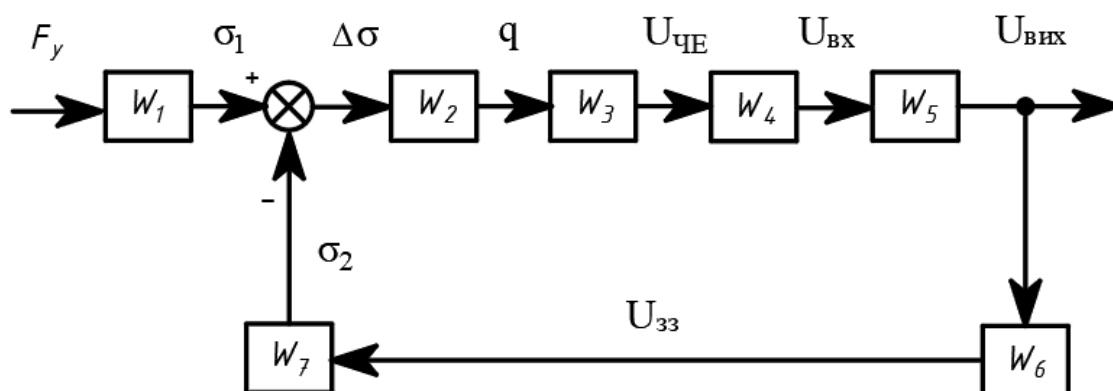 F_y σ₁ Δσ q U_ЧЕ U_вх U_вих
+
W₁ W₂ W₃ W₄ W₅
-
σ₂
U_зз
W₇ W₆